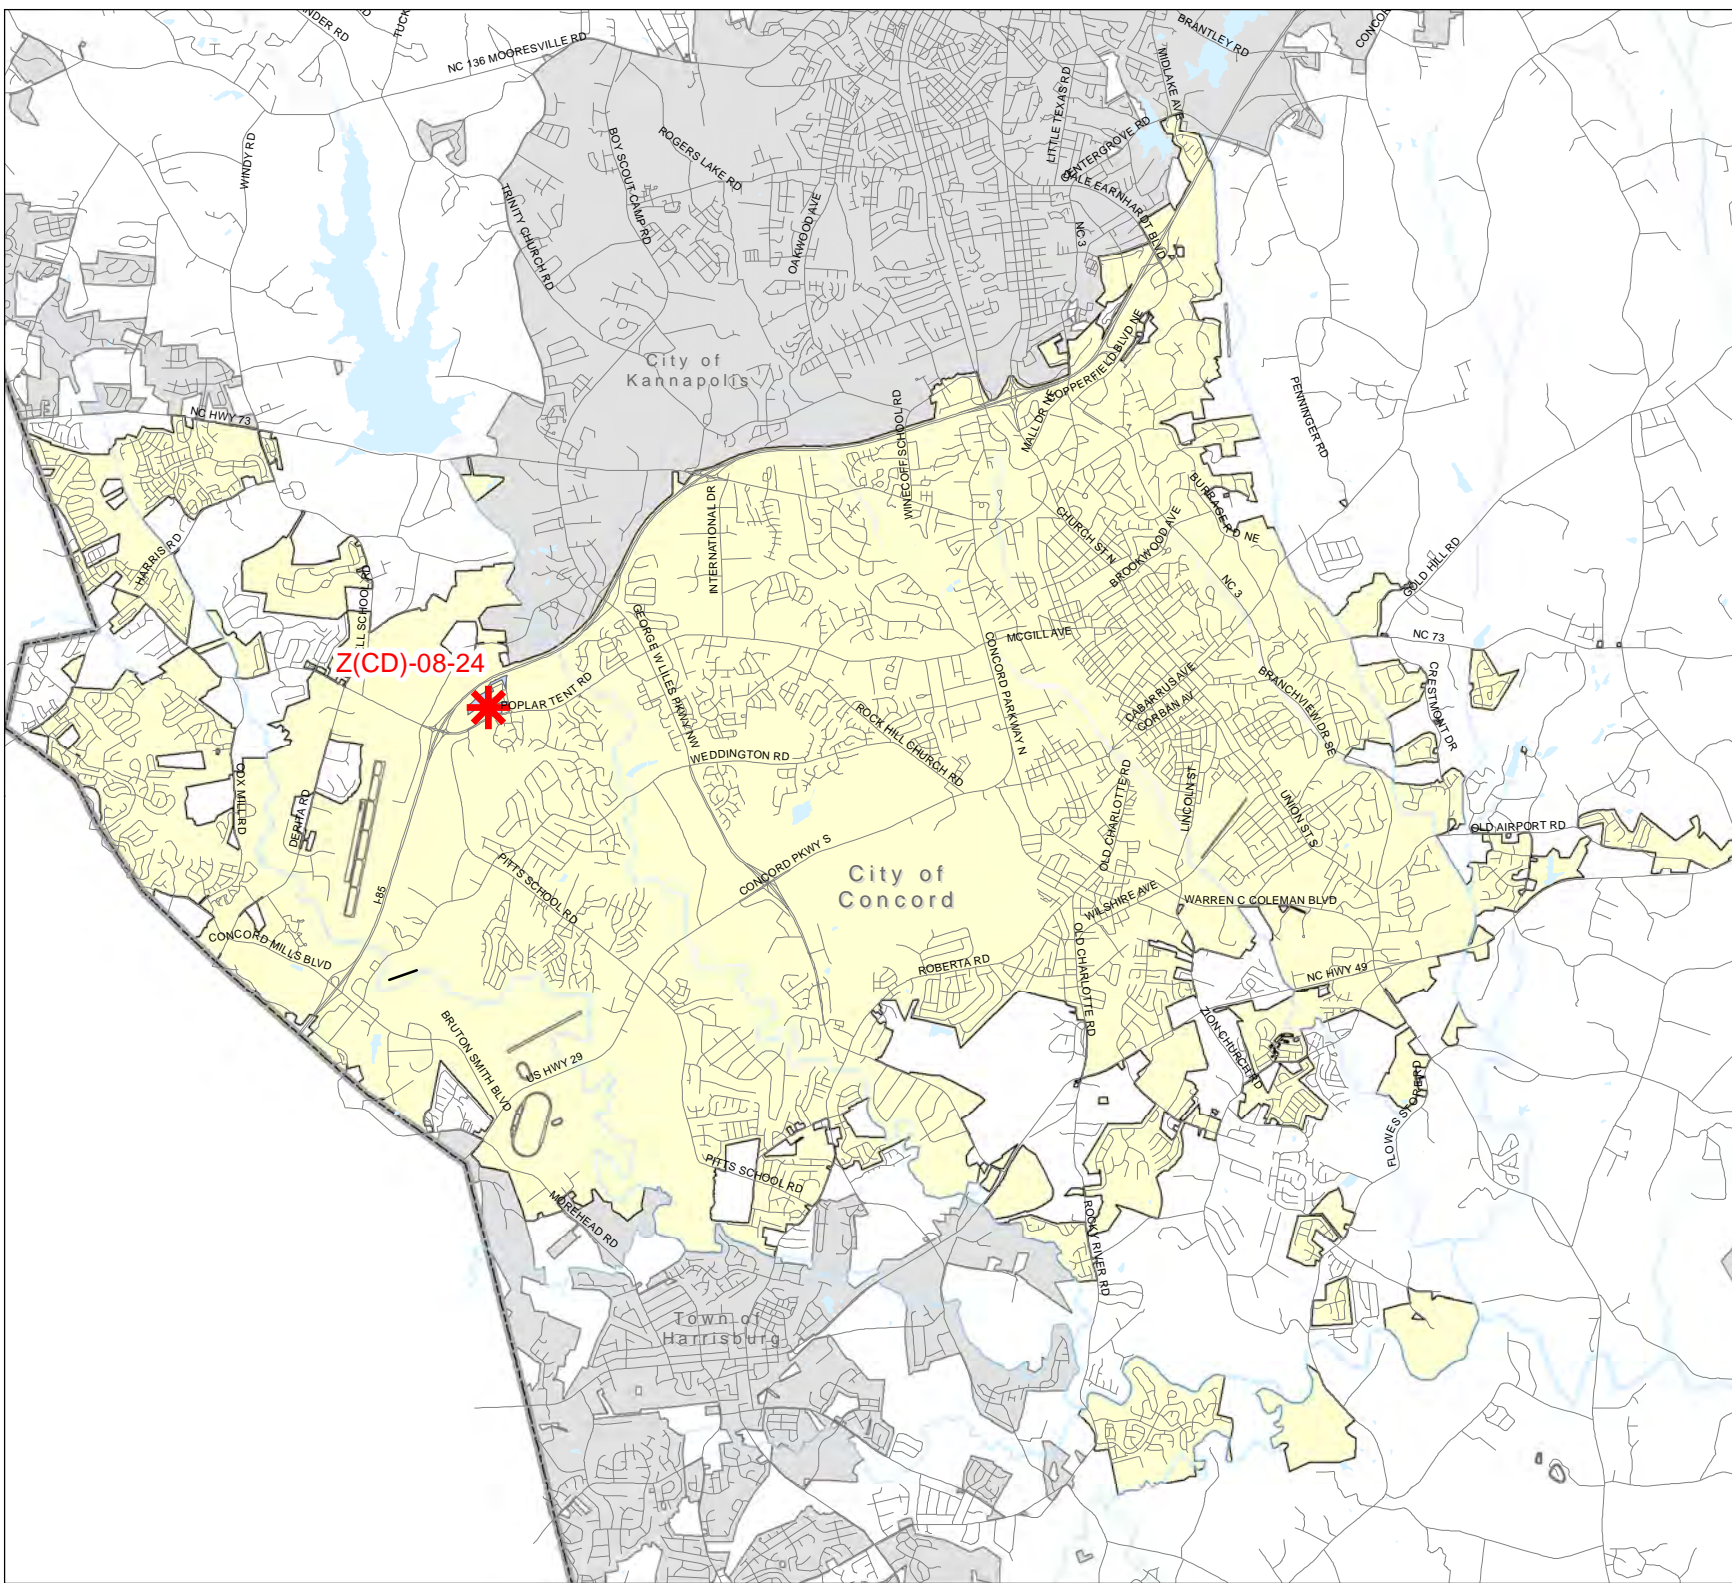 NC 136 MOORESVILLE RD
BRANTLEY RD
MIDLAKE AVE
LITTLE TEXAS RD
WINDY RD
BOY SCOUT CAMP RD
ROGERS LAKE RD
TRINITY CHURCH RD
OAKWOOD AVE
DALE EARNHARDT BLVD
NC 3
City of
Kannapolis
COPPERFIELD BLVD NE
MALL DR NE
PENNINGER RD
NC HWY 73
WINECOFF SCHOOL RD
INTERNATIONAL DR
BURRAGE RD NE
CHURCH ST N
BROOKWOOD AVE
HARRIS RD
GOLD HILL RD
NC 3
NC 73
GEORGE W LILES PKWY NW
MCGILL AVE
CONCORD PARKWAY N
Z(CD)-08-24
POPLAR TENT RD
CABARRUS AVE
CORBAN AV
BRANCHVIEW DR SE
CRESTMONT DR
ROCK HILL CHURCH RD
WEDDINGTON RD
COX MILL RD
DERITA RD
LINCOLN ST
OLD CHARLOTTE RD
UNION ST S
OLD AIRPORT RD
I-85
PITTS SCHOOL RD
CONCORD PKWY S
City of
Concord
WILSHIRE AVE
WARREN C COLEMAN BLVD
CONCORD MILLS BLVD
ROBERTA RD
OLD CHARLOTTE RD
NC HWY 49
ZION CHURCH RD
BRUTON SMITH BLVD
US HWY 29
FLOWES STORE RD
PITTS SCHOOL RD
MOREHEAD RD
ROCKY RIVER RD
Town of
Harrisburg